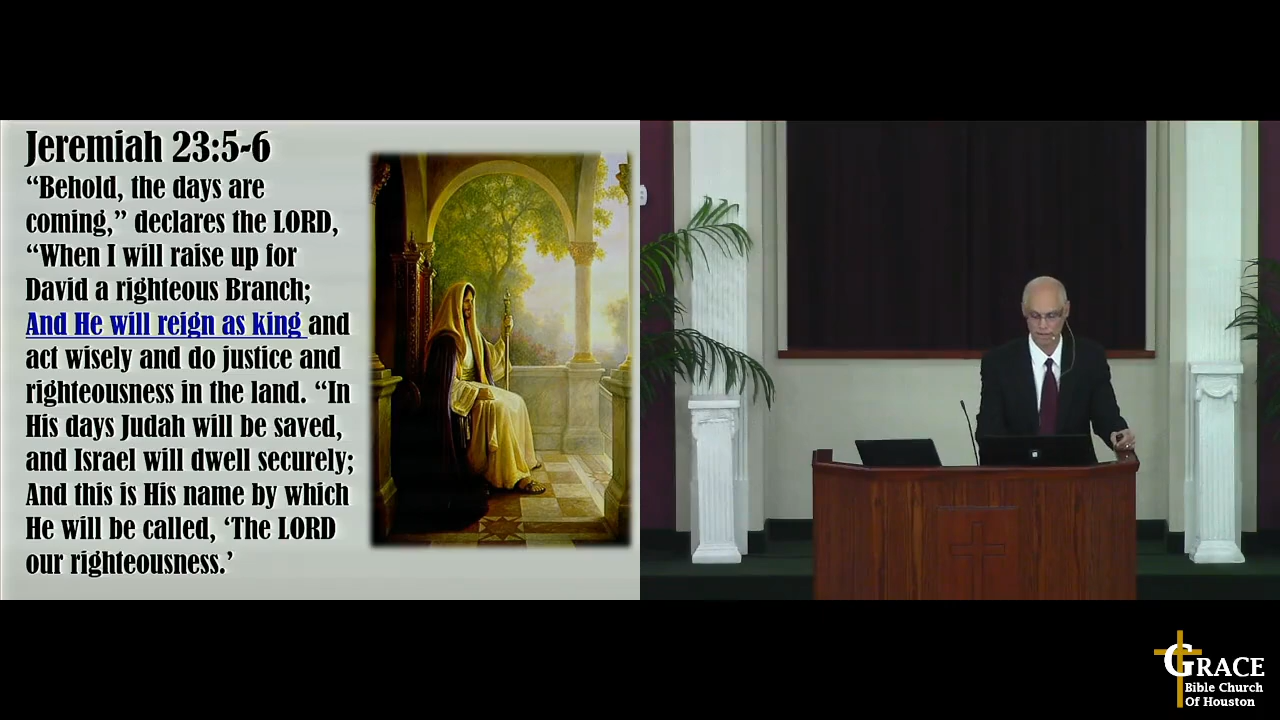 Jeremiah 23:5-6
“Behold, the days are
coming,” declares the LORD,
“When I will raise up for
David a righteous Branch;
And He will reign as king and
act wisely and do justice and
righteousness in the land. “In
His days Judah will be saved,
and Israel will dwell securely;
And this is His name by which
He will be called, ‘The LORD
our righteousness.’
GRACE
Bible Church
Of Houston